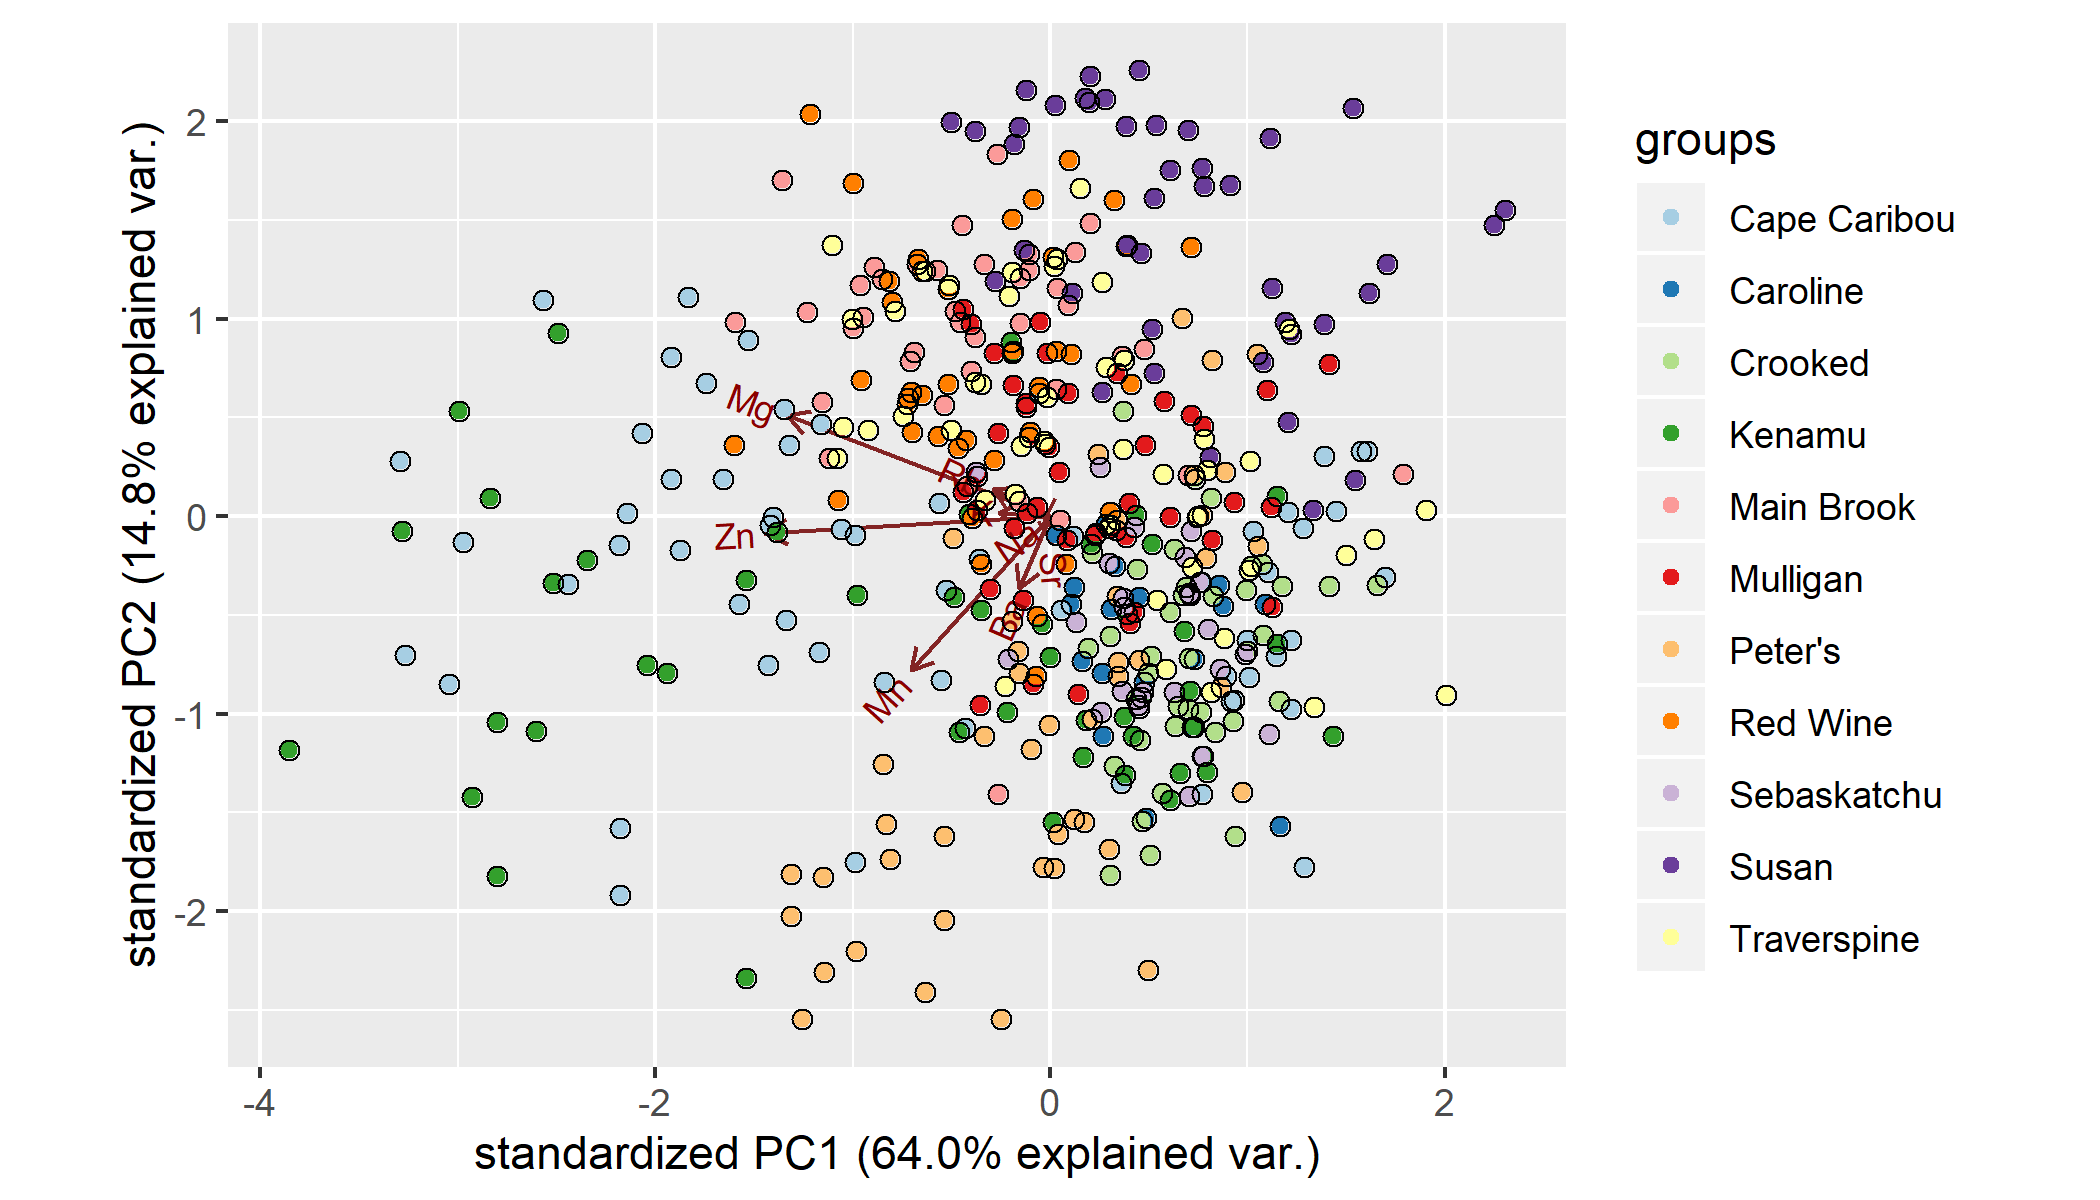 standardized PC2 (14.8% explained var.)
2
1
0
-1
-2
Mg
Zn
Na
Sr
Ba
Mn
-4
-2
0
2
standardized PC1 (64.0% explained var.)
groups
Cape Caribou
Caroline
Crooked
Kenamu
Main Brook
Mulligan
Peter's
Red Wine
Sebaskatchu
Susan
Traverspine